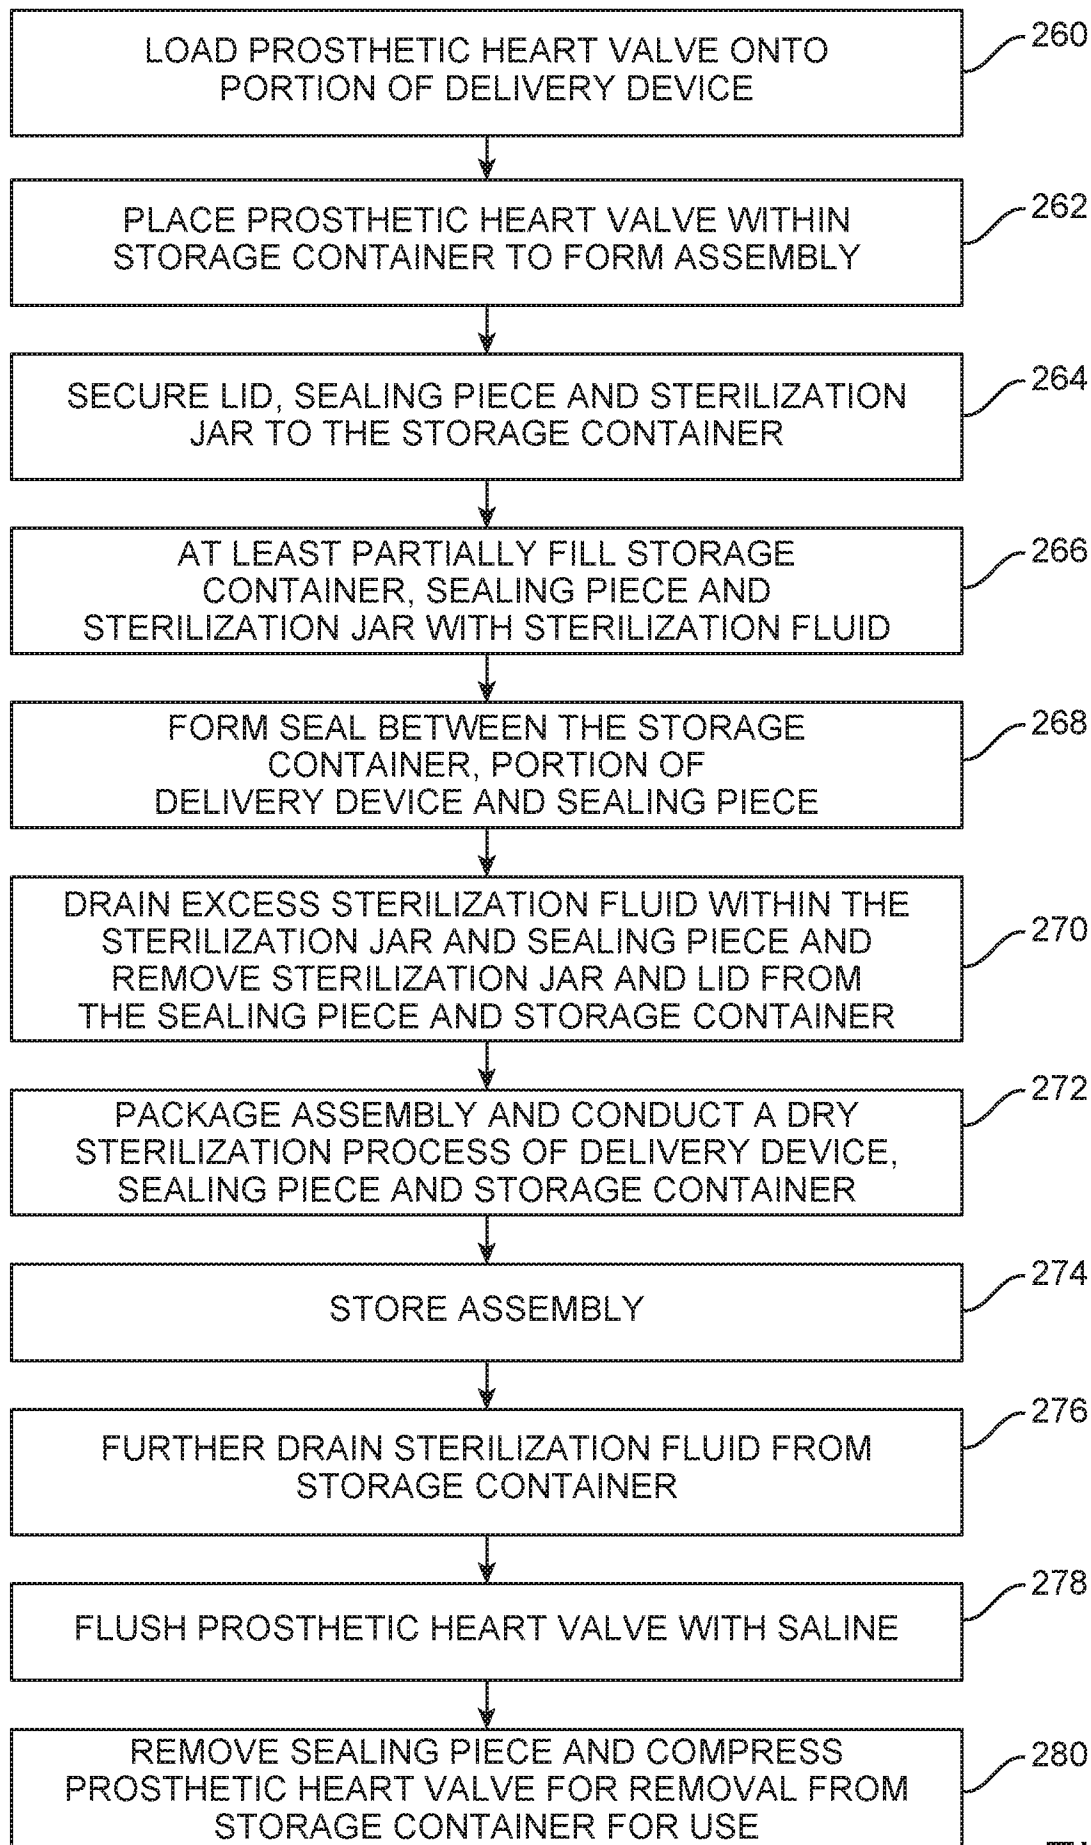 LOAD PROSTHETIC HEART VALVE ONTO
PORTION OF DELIVERY DEVICE
260
PLACE PROSTHETIC HEART VALVE WITHIN
STORAGE CONTAINER TO FORM ASSEMBLY
262
SECURE LID, SEALING PIECE AND STERILIZATION
JAR TO THE STORAGE CONTAINER
264
AT LEAST PARTIALLY FILL STORAGE
CONTAINER, SEALING PIECE AND
STERILIZATION JAR WITH STERILIZATION FLUID
266
FORM SEAL BETWEEN THE STORAGE
CONTAINER, PORTION OF
DELIVERY DEVICE AND SEALING PIECE
268
DRAIN EXCESS STERILIZATION FLUID WITHIN THE
STERILIZATION JAR AND SEALING PIECE AND
REMOVE STERILIZATION JAR AND LID FROM
THE SEALING PIECE AND STORAGE CONTAINER
270
PACKAGE ASSEMBLY AND CONDUCT A DRY
STERILIZATION PROCESS OF DELIVERY DEVICE,
SEALING PIECE AND STORAGE CONTAINER
272
STORE ASSEMBLY
274
FURTHER DRAIN STERILIZATION FLUID FROM
STORAGE CONTAINER
276
FLUSH PROSTHETIC HEART VALVE WITH SALINE
278
REMOVE SEALING PIECE AND COMPRESS
PROSTHETIC HEART VALVE FOR REMOVAL FROM
STORAGE CONTAINER FOR USE
280